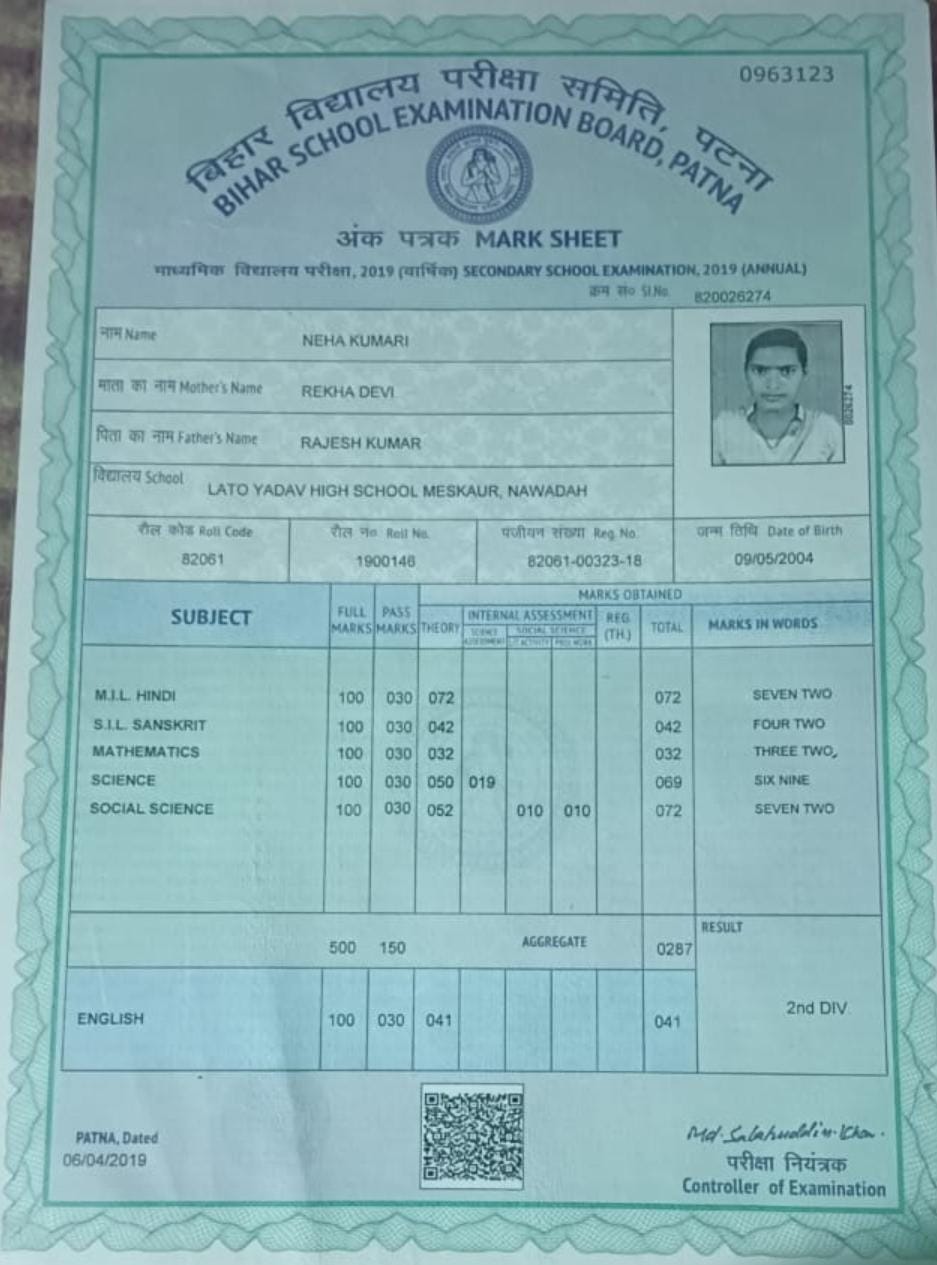 0963123
बिहार विद्यालय परीक्षा समिति, पटना
BIHAR SCHOOL EXAMINATION BOARD, PATNA
अंक पत्रक MARK SHEET
माध्यमिक विद्यालय परीक्षा, 2019 (वार्षिक) SECONDARY SCHOOL EXAMINATION, 2019 (ANNUAL)
क्रम सं० Sl.No. 820026274
नाम Name NEHA KUMARI
माता का नाम Mother's Name REKHA DEVI
पिता का नाम Father's Name RAJESH KUMAR
विद्यालय School LATO YADAV HIGH SCHOOL MESKAUR, NAWADAH
रौल कोड Roll Code रौल नं० Roll No. पंजीयन संख्या Reg. No. जन्म तिथि Date of Birth
82061 1900146 82061-00323-18 09/05/2004
MARKS OBTAINED
SUBJECT FULL MARKS PASS MARKS THEORY INTERNAL ASSESSMENT REG. (TH.) TOTAL MARKS IN WORDS
SCIENCE ASSESSMENT SOCIAL SCIENCE
M.I.L. HINDI 100 030 072 072 SEVEN TWO
S.I.L. SANSKRIT 100 030 042 042 FOUR TWO
MATHEMATICS 100 030 032 032 THREE TWO
SCIENCE 100 030 050 019 069 SIX NINE
SOCIAL SCIENCE 100 030 052 010 010 072 SEVEN TWO
500 150 AGGREGATE 0287 RESULT
ENGLISH 100 030 041 041 2nd DIV.
PATNA, Dated
06/04/2019
Md. Salahuddin Khan
परीक्षा नियंत्रक
Controller of Examination